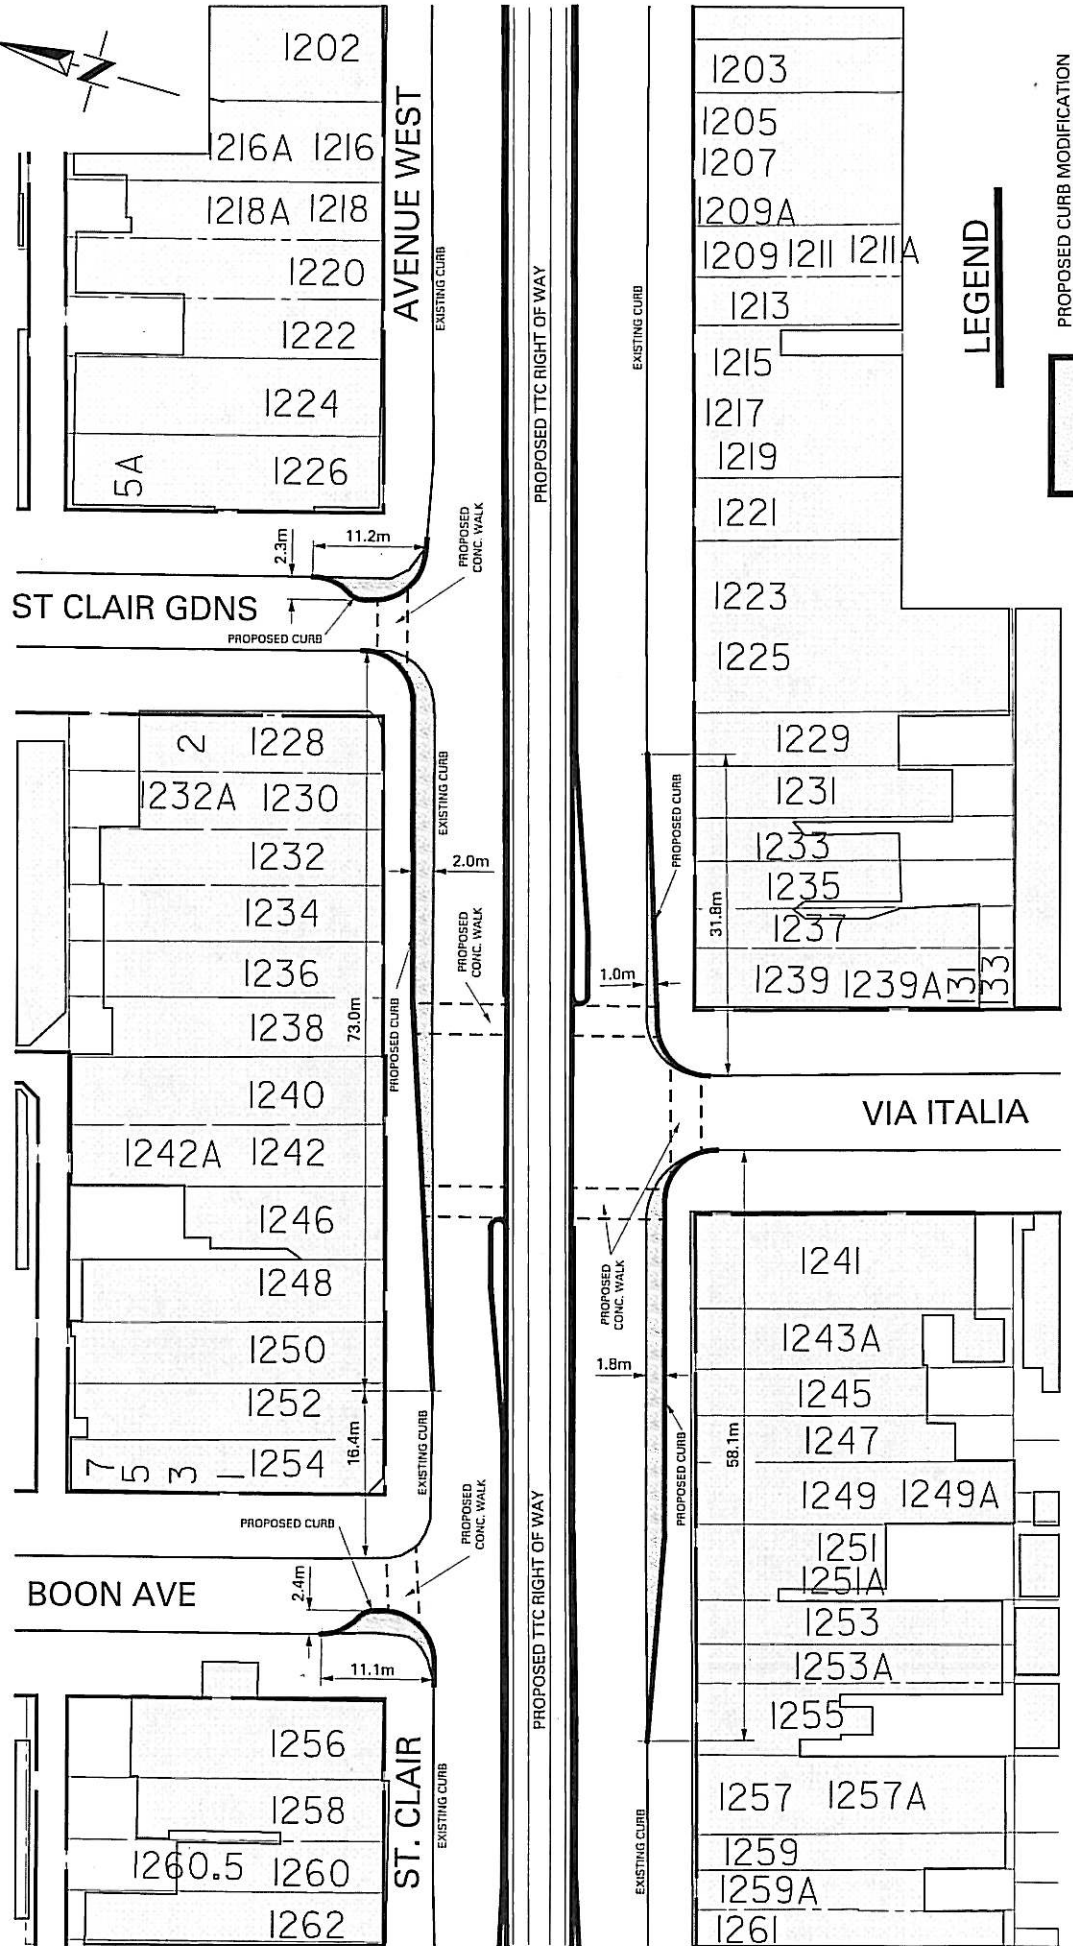 N
1202
1216A 1216
1218A 1218
1220
1222
1224
5A 1226
AVENUE WEST
EXISTING CURB
PROPOSED TTC RIGHT OF WAY
EXISTING CURB
1203
1205
1207
1209A
1209 1211 1211A
1213
1215
1217
1219
1221
1223
1225
LEGEND
PROPOSED CURB MODIFICATION
2.3m
11.2m
PROPOSED
CONC. WALK
ST CLAIR GDNS
PROPOSED CURB
2 1228
1232A 1230
1232
1234
1236
1238
1240
1242A 1242
1246
1248
1250
1252
7 5 3 1 1254
EXISTING CURB
2.0m
PROPOSED
CONC. WALK
73.0m
PROPOSED CURB
16.4m
EXISTING CURB
1229
1231
1233
1235
1237
1239 1239A 131 133
PROPOSED CURB
31.8m
1.0m
VIA ITALIA
PROPOSED
CONC. WALK
1.8m
PROPOSED CURB
58.1m
1241
1243A
1245
1247
1249 1249A
1251
1251A
1253
1253A
1255
1257 1257A
1259
1259A
1261
PROPOSED CURB
PROPOSED
CONC. WALK
BOON AVE
2.4m
11.1m
PROPOSED TTC RIGHT OF WAY
1256
1258
1260.5 1260
1262
ST. CLAIR
EXISTING CURB
EXISTING CURB